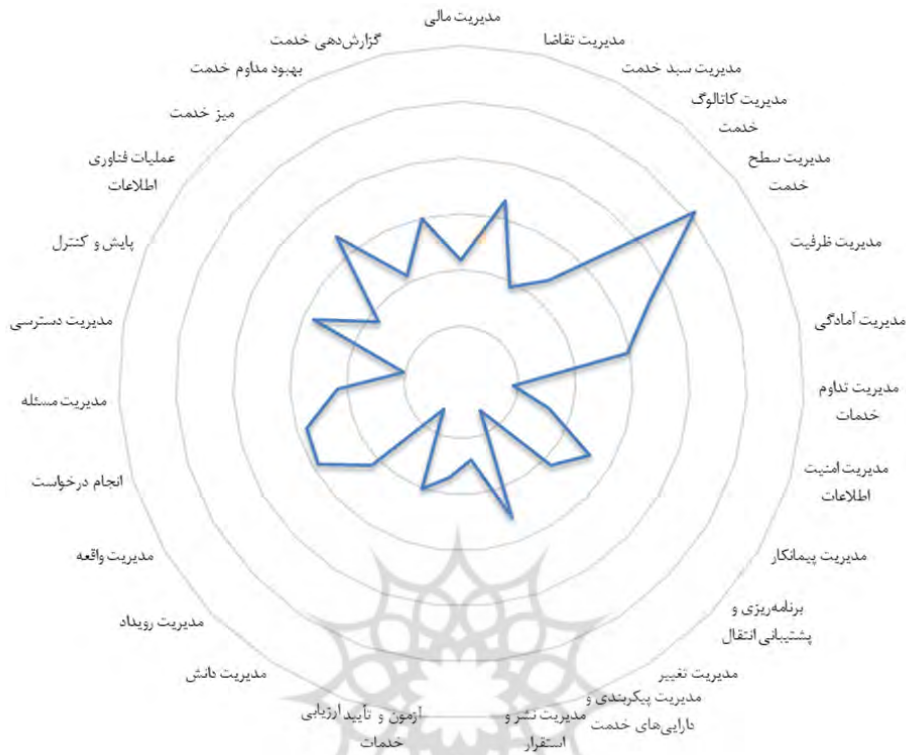 مدیریت مالی
مدیریت تقاضا
مدیریت سبد خدمت
مدیریت کاتالوگ
خدمت
مدیریت سطح
خدمت
مدیریت ظرفیت
مدیریت آمادگی
مدیریت تداوم
خدمات
مدیریت امنیت
اطلاعات
مدیریت پیمانکار
برنامه‌ریزی و
پشتیبانی انتقال
مدیریت تغییر
مدیریت پیکربندی و
دارایی‌های خدمت
مدیریت نشر و
استقرار
آزمون و تأیید
خدمات
ارزیابی
مدیریت دانش
مدیریت رویداد
مدیریت واقعه
انجام درخواست
مدیریت مسئله
مدیریت دسترسی
پایش و کنترل
عملیات فناوری
اطلاعات
میز خدمت
بهبود مداوم خدمت
گزارش‌دهی خدمت